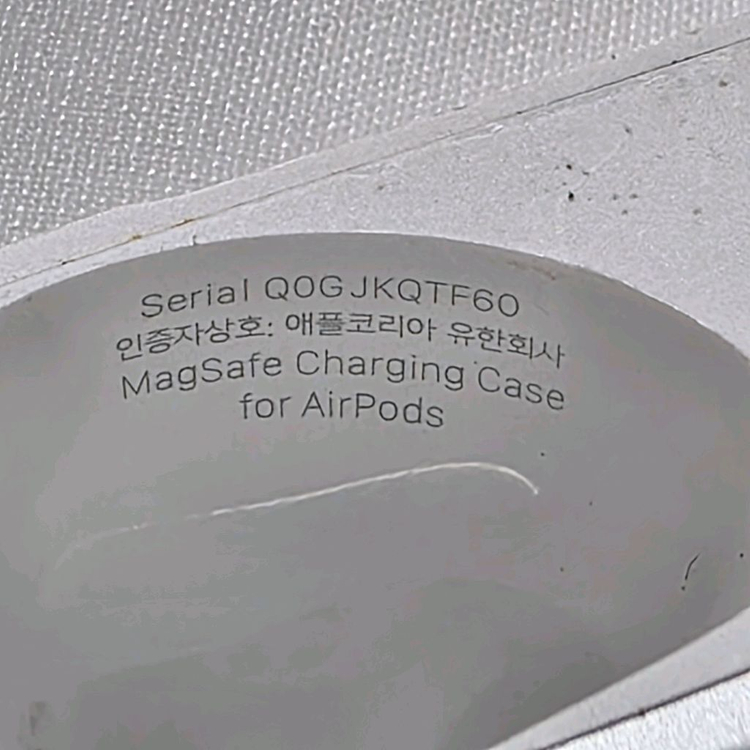 Serial Q0GJKQTF60
인증자상호: 애플코리아 유한회사
MagSafe Charging Case
for AirPods